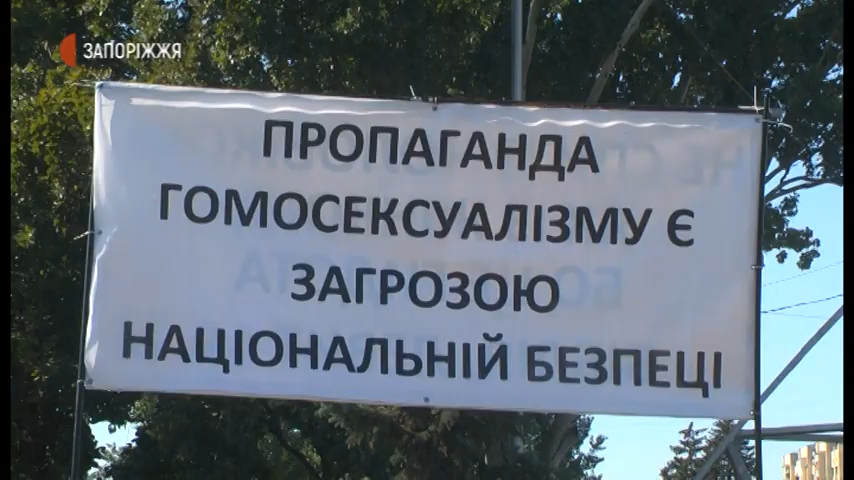 ЗАПОРІЖЖЯ
ПРОПАГАНДА
ГОМОСЕКСУАЛІЗМУ Є
ЗАГРОЗОЮ
НАЦІОНАЛЬНІЙ БЕЗПЕЦІ